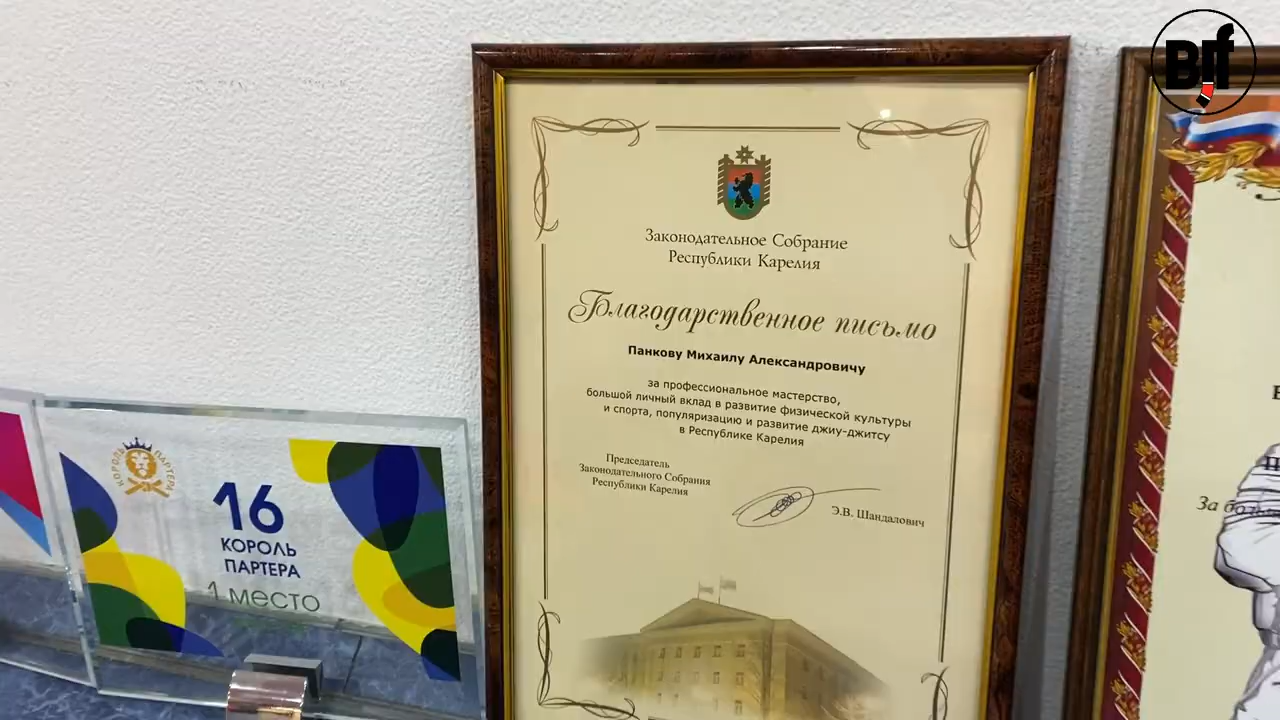 Bjf
Законодательное Собрание
Республики Карелия
Благодарственное письмо
Панкову Михаилу Александровичу
за профессиональное мастерство,
большой личный вклад в развитие физической культуры
и спорта, популяризацию и развитие джиу-джитсу
в Республике Карелия
Председатель
Законодательного Собрания
Республики Карелия
Э.В. Шандалович
КОРОЛЬ ПАРТЕРА
16
КОРОЛЬ
ПАРТЕРА
1 место
За